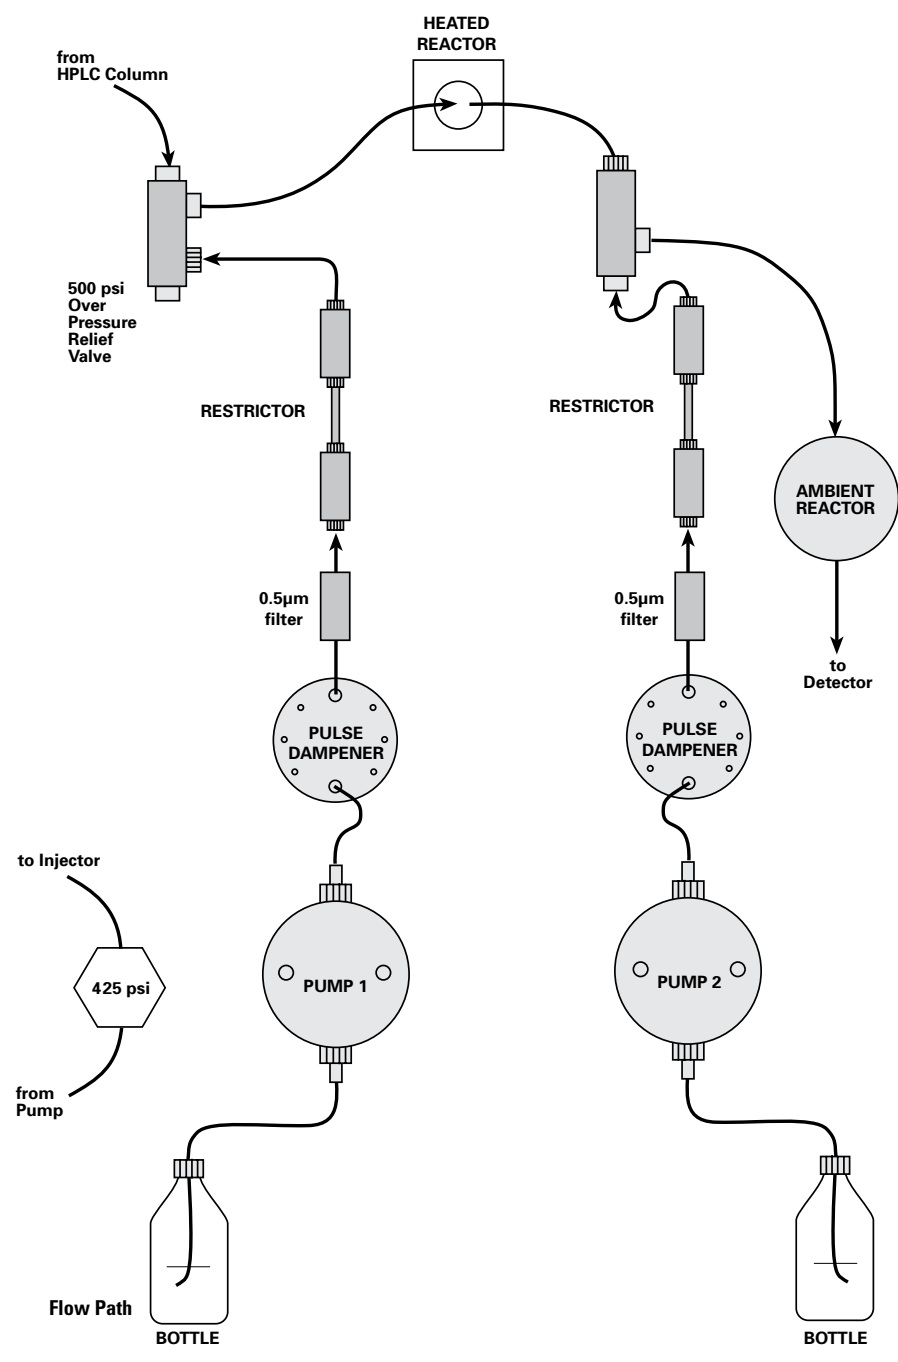 HEATED
REACTOR
from
HPLC Column
500 psi
Over
Pressure
Relief
Valve
RESTRICTOR
RESTRICTOR
AMBIENT
REACTOR
0.5µm
filter
0.5µm
filter
to
Detector
PULSE
DAMPENER
PULSE
DAMPENER
to Injector
425 psi
from
Pump
PUMP 1
PUMP 2
Flow Path
BOTTLE
BOTTLE